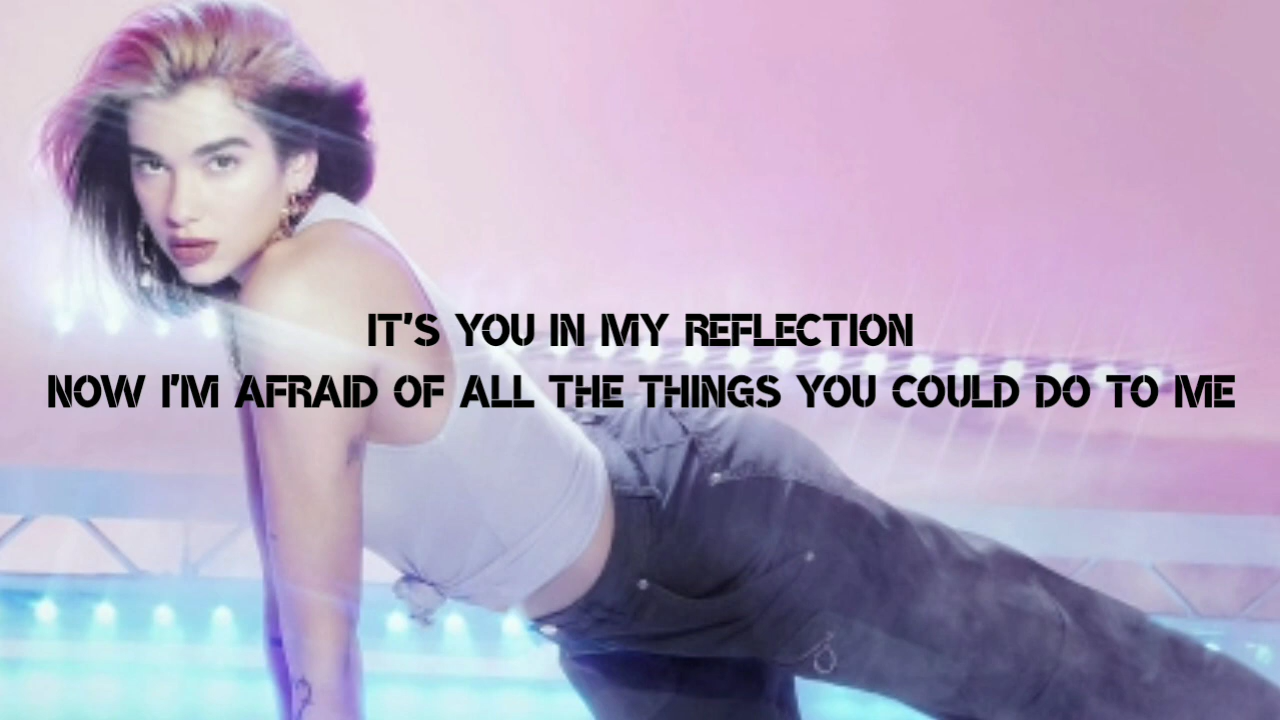 IT'S YOU IN MY REFLECTION
NOW I'M AFRAID OF ALL THE THINGS YOU COULD DO TO ME